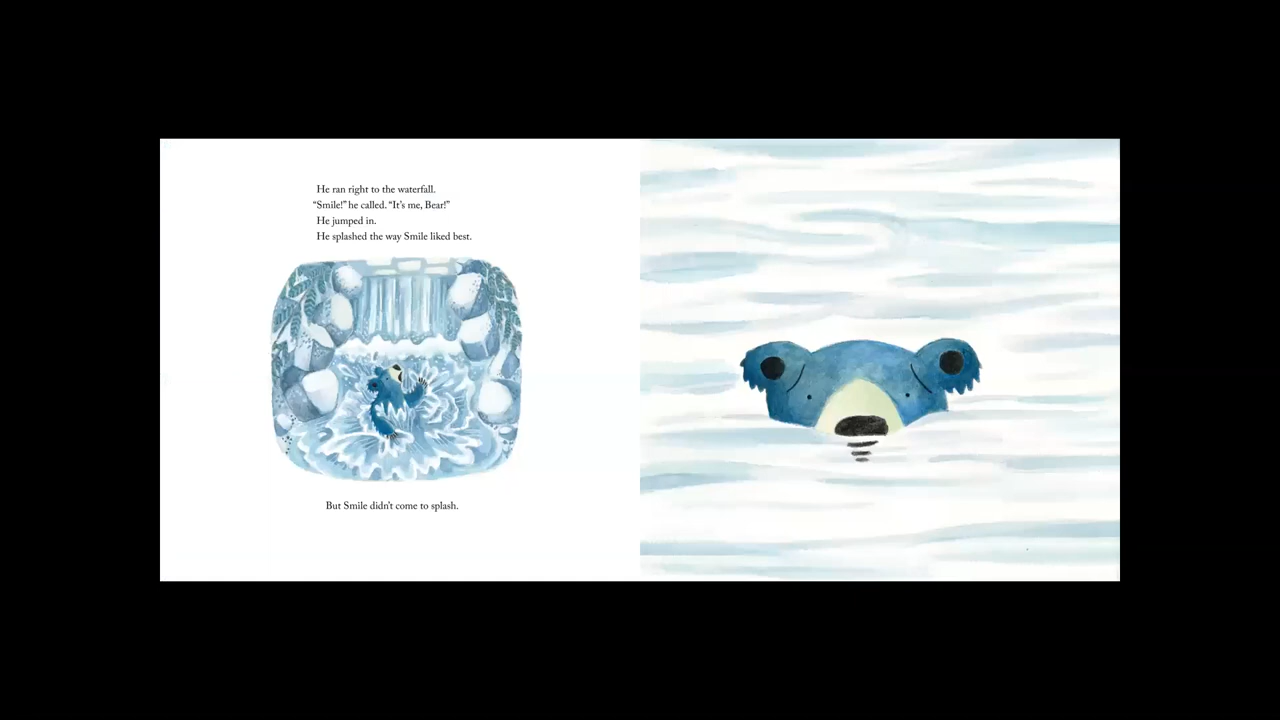 He ran right to the waterfall.
“Smile!” he called. “It’s me, Bear!”
He jumped in.
He splashed the way Smile liked best.
But Smile didn’t come to splash.